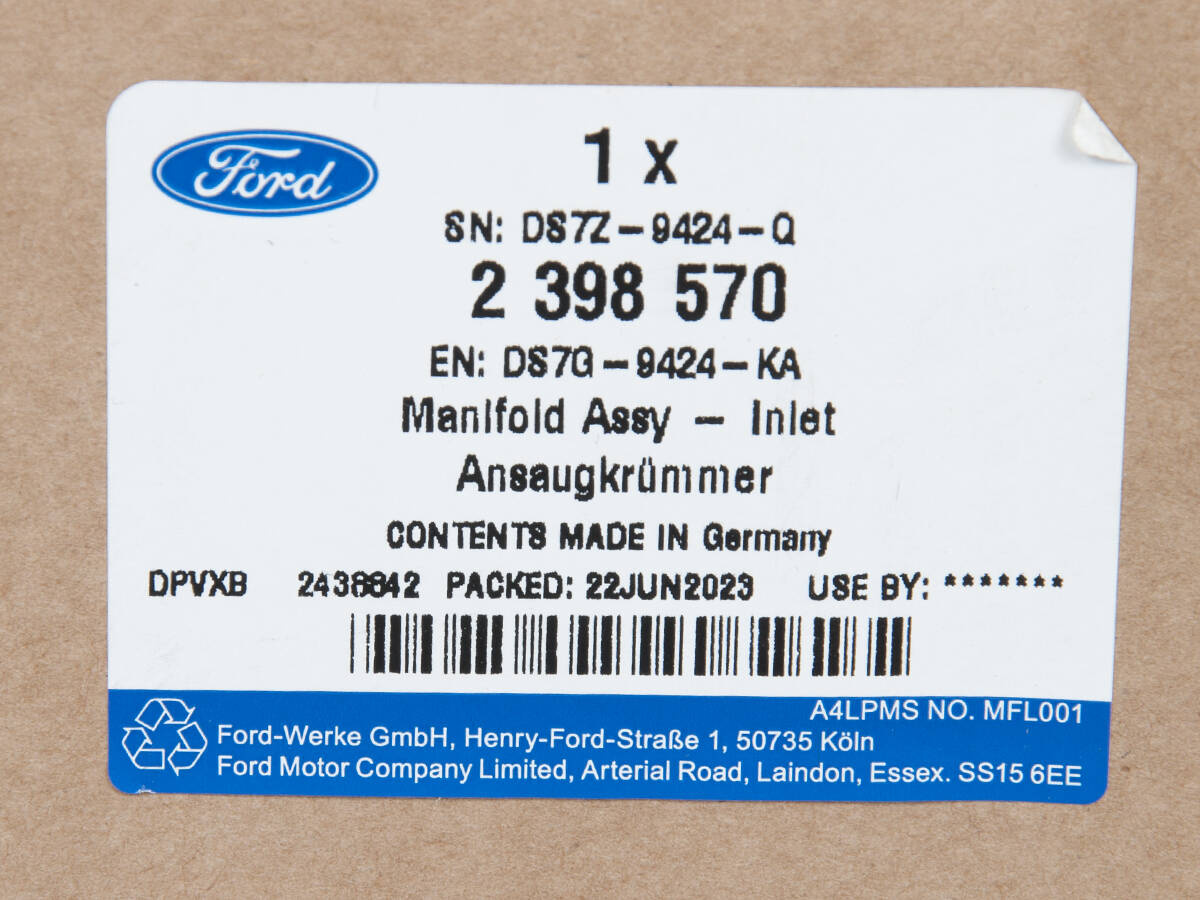 Ford
1 x
SN: DS7Z-9424-Q
2 398 570
EN: DS7G-9424-KA
Manifold Assy - Inlet
Ansaugkrümmer
CONTENTS MADE IN Germany
DPVXB 2438842 PACKED: 22JUN2023 USE BY: *******
A4LPMS NO. MFL001
Ford-Werke GmbH, Henry-Ford-Straße 1, 50735 Köln
Ford Motor Company Limited, Arterial Road, Laindon, Essex. SS15 6EE